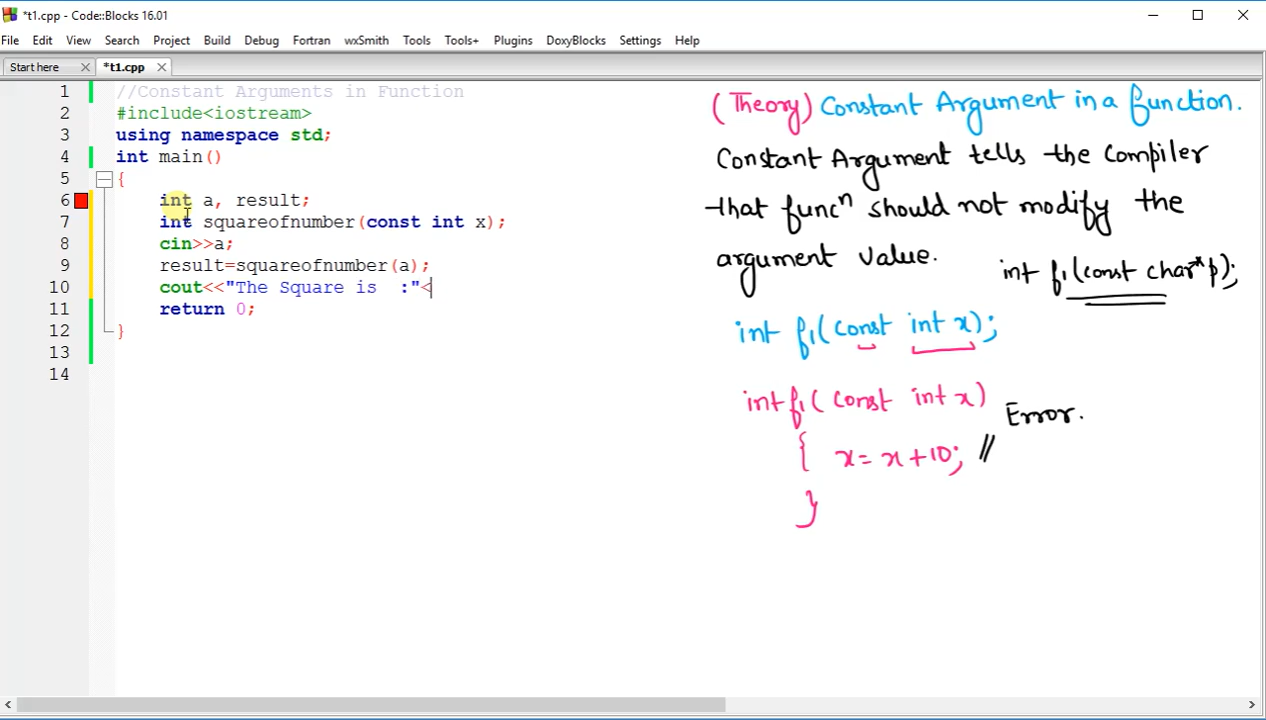 *t1.cpp - Code::Blocks 16.01
File Edit View Search Project Build Debug Fortran wxSmith Tools Tools+ Plugins DoxyBlocks Settings Help
Start here *t1.cpp
1 //Constant Arguments in Function
2 #include<iostream>
3 using namespace std;
4 int main()
5 {
6 int a, result;
7 int squareofnumber(const int x);
8 cin>>a;
9 result=squareofnumber(a);
10 cout<<"The Square is  :"<
11 return 0;
12 }
13
14
(Theory) Constant Argument in a function.
Constant Argument tells the Compiler
that funcⁿ should not modify the
argument value.
int f1(const char* p);
int f1(const int x);
int f1(const int x)
Error.
{ x = x+10; //
}